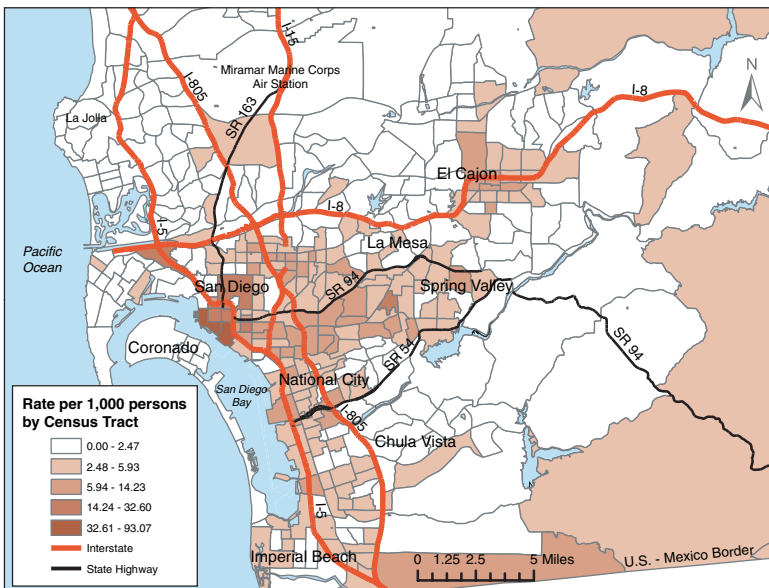 I-15
I-805
Miramar Marine Corps
Air Station
N
I-8
La Jolla
SR 163
El Cajon
I-8
I-5
La Mesa
Pacific
Ocean
San Diego
SR 94
Spring Valley
Coronado
SR 54
SR 94
National City
San Diego
Bay
I-805
Chula Vista
Rate per 1,000 persons
by Census Tract
0.00 - 2.47
2.48 - 5.93
5.94 - 14.23
14.24 - 32.60
32.61 - 93.07
Interstate
State Highway
N
I-5
Imperial Beach
0 1.25 2.5 5 Miles
U.S. - Mexico Border